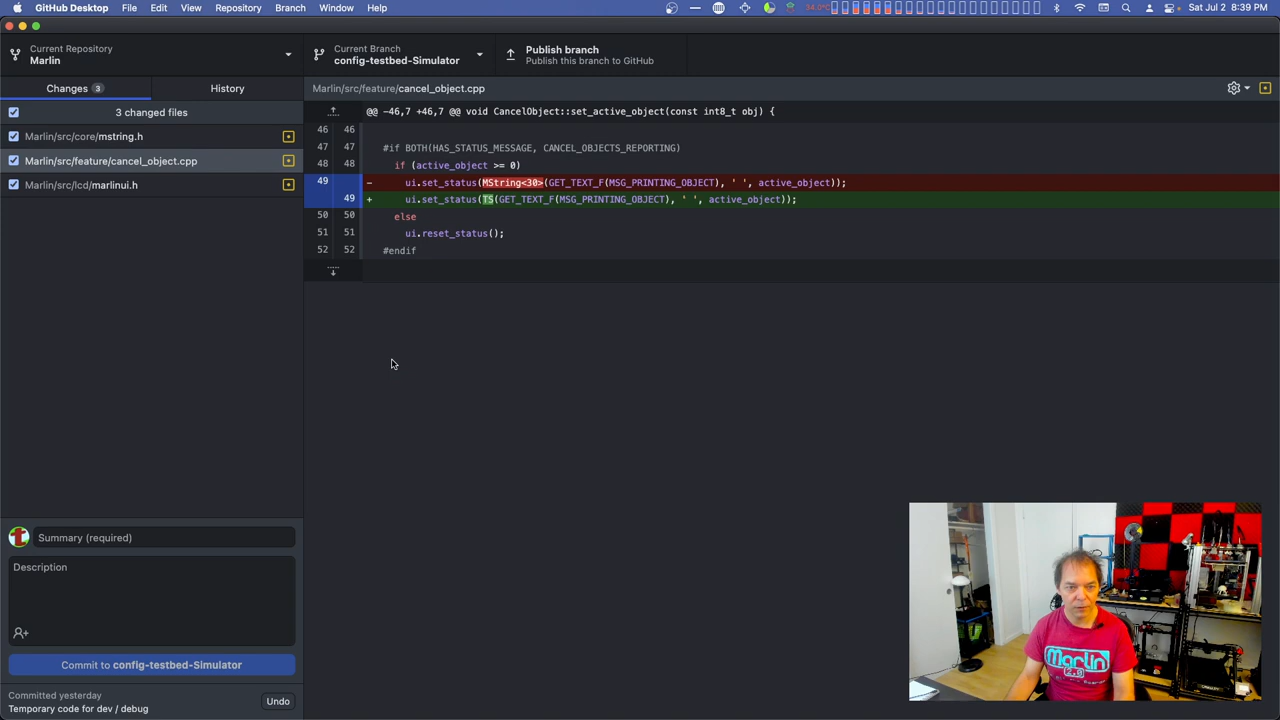 GitHub Desktop File Edit View Repository Branch Window Help 34.0°C Sat Jul 2 8:39 PM
Current Repository
Marlin
Current Branch
config-testbed-Simulator
Publish branch
Publish this branch to GitHub
Changes 3 History
Marlin/src/feature/cancel_object.cpp
3 changed files
Marlin/src/core/mstring.h
Marlin/src/feature/cancel_object.cpp
Marlin/src/lcd/marlinui.h
@@ -46,7 +46,7 @@ void CancelObject::set_active_object(const int8_t obj) {
46 46
47 47 #if BOTH(HAS_STATUS_MESSAGE, CANCEL_OBJECTS_REPORTING)
48 48 if (active_object >= 0)
49 - ui.set_status(MString<30>(GET_TEXT_F(MSG_PRINTING_OBJECT), ' ', active_object));
49 + ui.set_status(TS(GET_TEXT_F(MSG_PRINTING_OBJECT), ' ', active_object));
50 50 else
51 51 ui.reset_status();
52 52 #endif
Summary (required)
Description
Commit to config-testbed-Simulator
Committed yesterday
Temporary code for dev / debug
Undo
Marlin
2.0